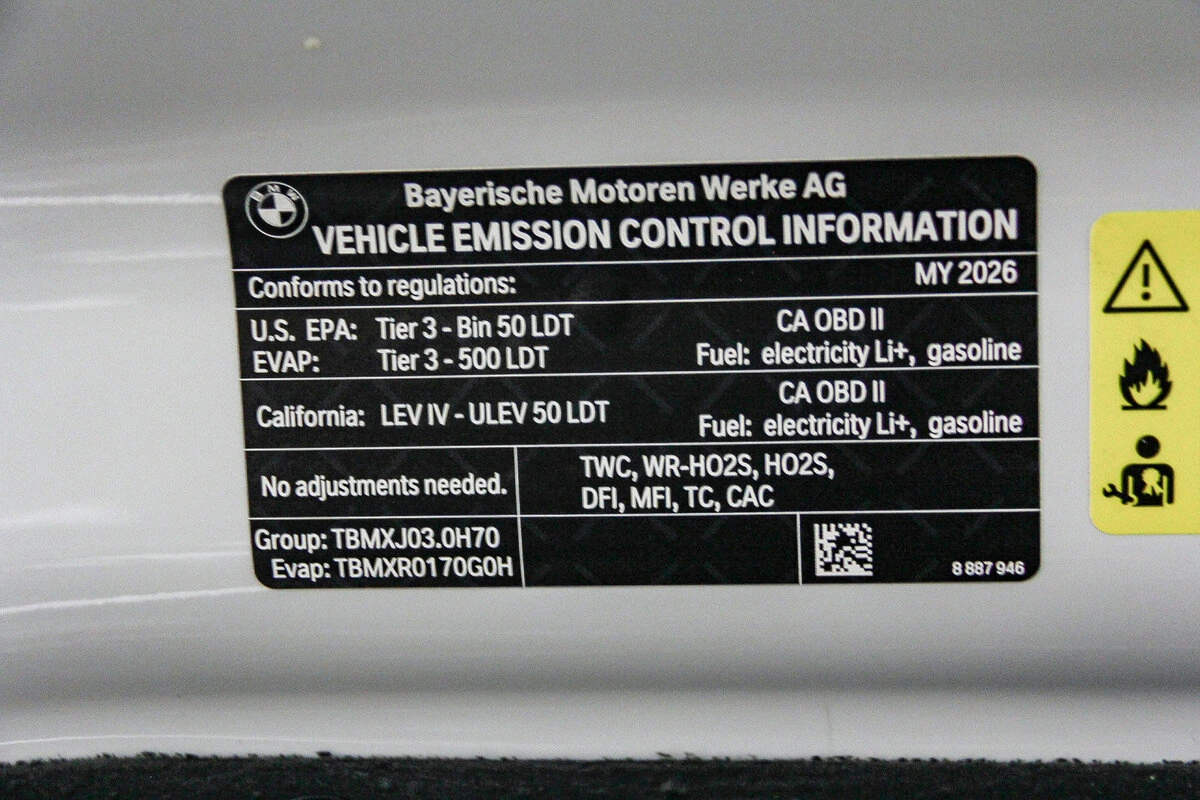 BMW
Bayerische Motoren Werke AG
VEHICLE EMISSION CONTROL INFORMATION
Conforms to regulations: MY 2026
U.S. EPA: Tier 3 - Bin 50 LDT CA OBD II
EVAP: Tier 3 - 500 LDT Fuel: electricity Li+, gasoline
California: LEV IV - ULEV 50 LDT CA OBD II
Fuel: electricity Li+, gasoline
No adjustments needed. TWC, WR-HO2S, HO2S,
DFI, MFI, TC, CAC
Group: TBMXJ03.0H70
Evap: TBMXR0170G0H
8 887 946